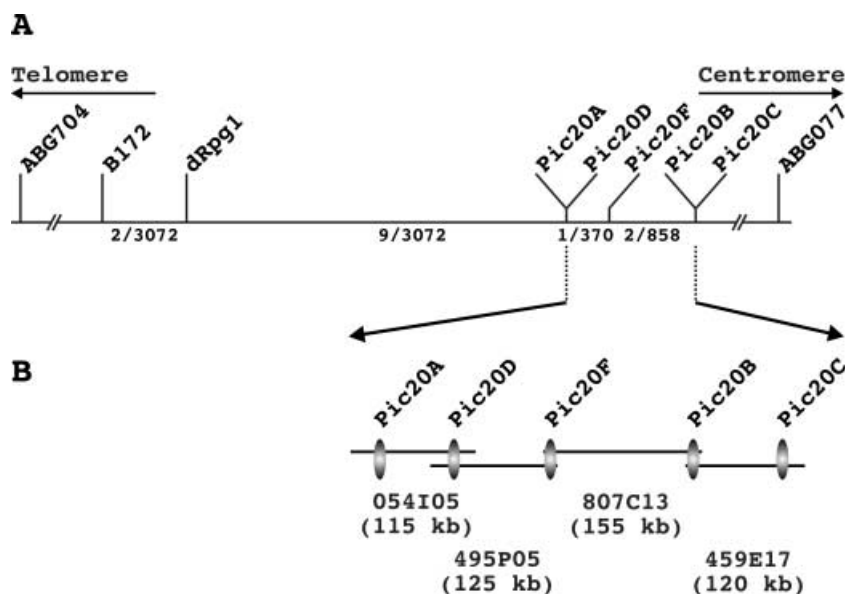 A
Telomere Centromere
ABG704 B172 dRpg1 Pic20A Pic20D Pic20F Pic20B Pic20C ABG077
2/3072 9/3072 1/370 2/858
B
Pic20A Pic20D Pic20F Pic20B Pic20C
054I05 807C13
(115 kb) (155 kb)
495P05 459E17
(125 kb) (120 kb)